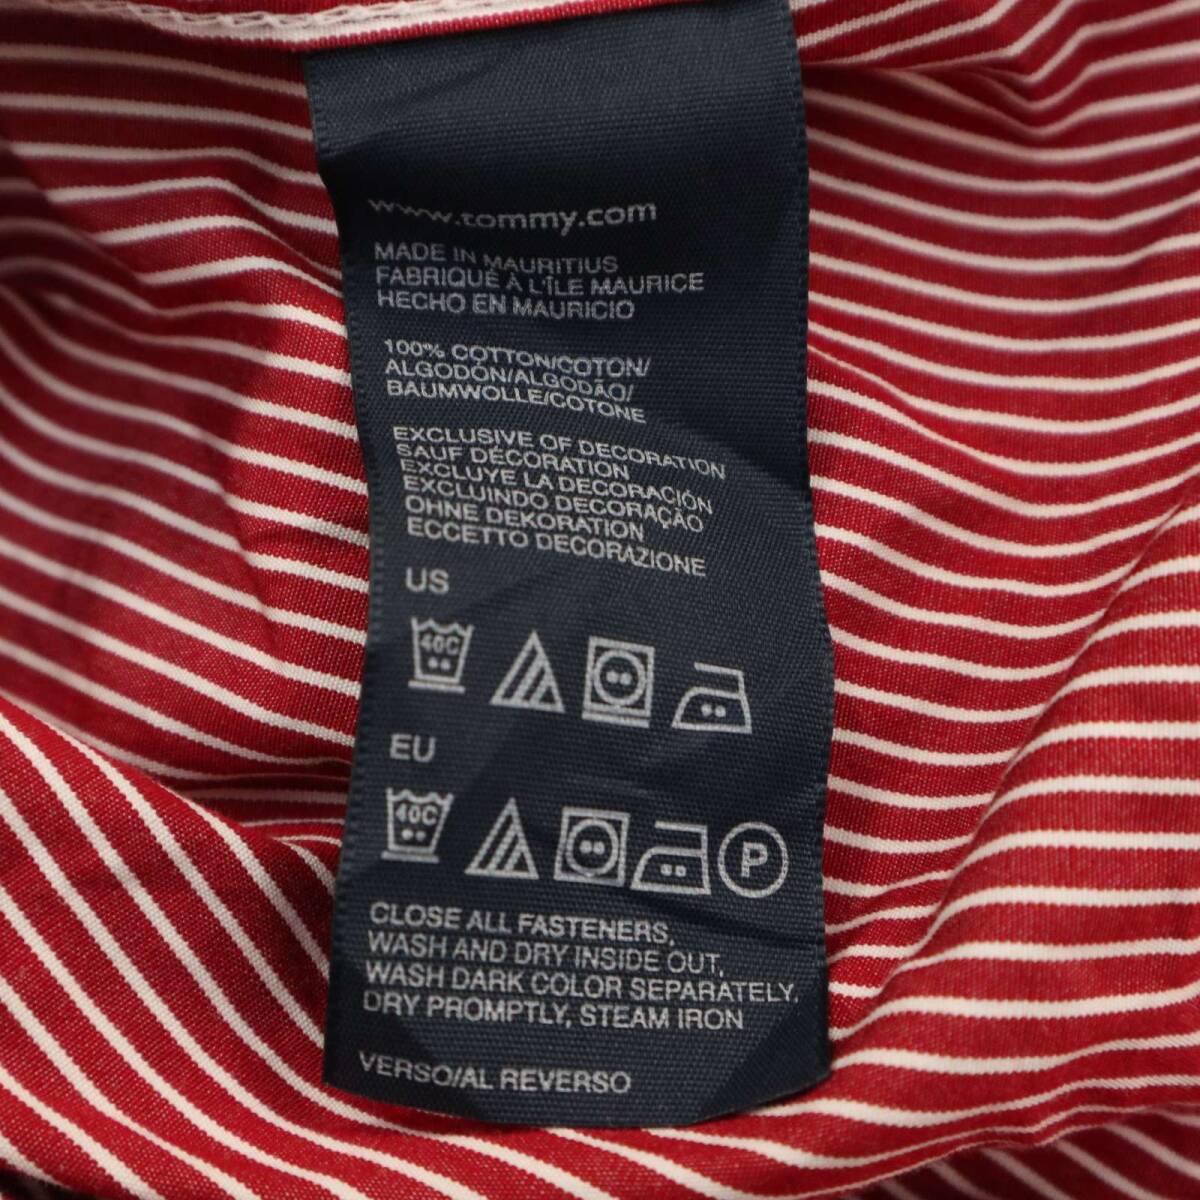 www.tommy.com
MADE IN MAURITIUS
FABRIQUÉ À L'ÎLE MAURICE
HECHO EN MAURICIO
100% COTTON/COTON/
ALGODÓN/ALGODÃO/
BAUMWOLLE/COTONE
EXCLUSIVE OF DECORATION
SAUF DÉCORATION
EXCLUYE LA DECORACIÓN
EXCLUINDO DECORAÇÃO
OHNE DEKORATION
ECCETTO DECORAZIONE
US
40C
EU
40C P
CLOSE ALL FASTENERS,
WASH AND DRY INSIDE OUT,
WASH DARK COLOR SEPARATELY,
DRY PROMPTLY, STEAM IRON
VERSO/AL REVERSO